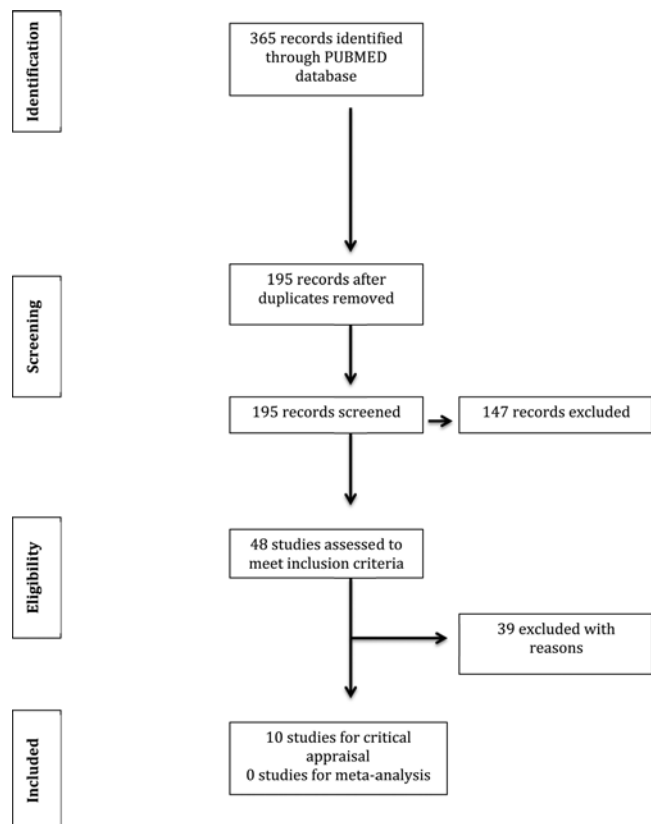 Identification
365 records identified
through PUBMED
database
Screening
195 records after
duplicates removed
195 records screened
147 records excluded
Eligibility
48 studies assessed to
meet inclusion criteria
39 excluded with
reasons
Included
10 studies for critical
appraisal
0 studies for meta-analysis